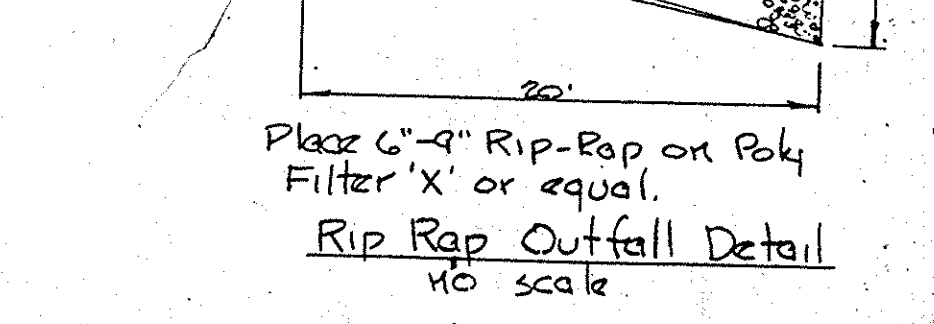 20'
Place 6"-9" Rip-Rap on Poly
Filter 'X' or equal.
Rip Rap Outfall Detail
No scale